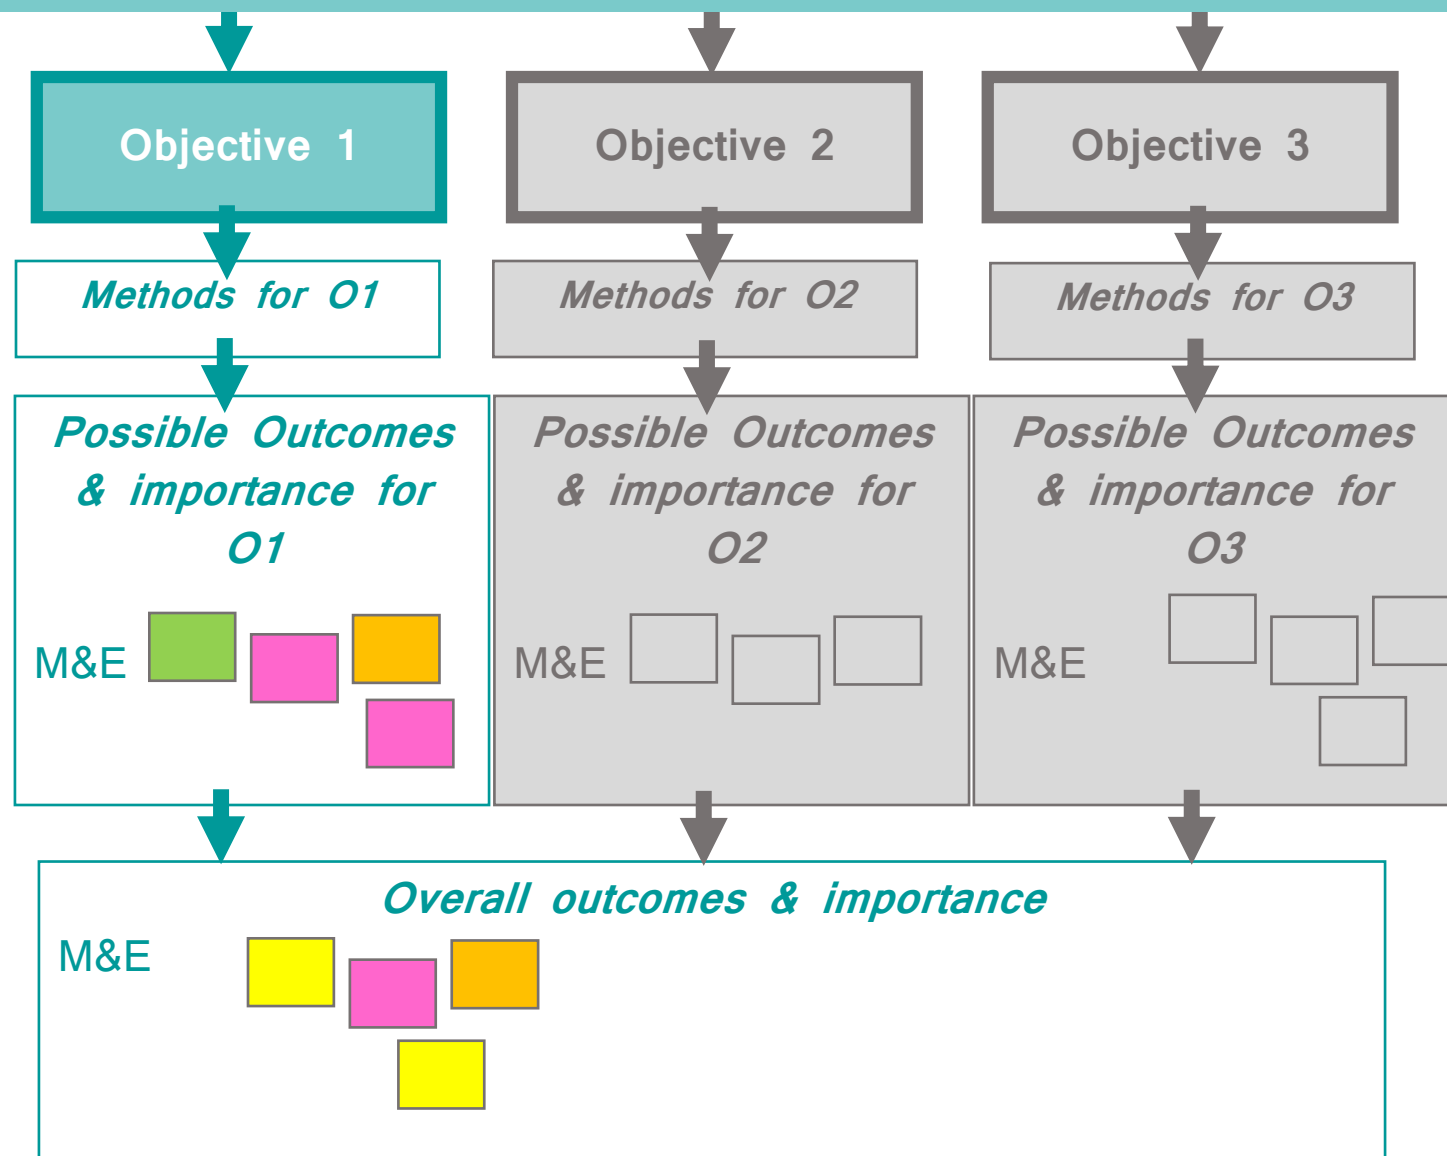 Objective 1
Objective 2
Objective 3
Methods for O1
Methods for O2
Methods for O3
Possible Outcomes
& importance for
O1
M&E
Possible Outcomes
& importance for
O2
M&E
Possible Outcomes
& importance for
O3
M&E
Overall outcomes & importance
M&E